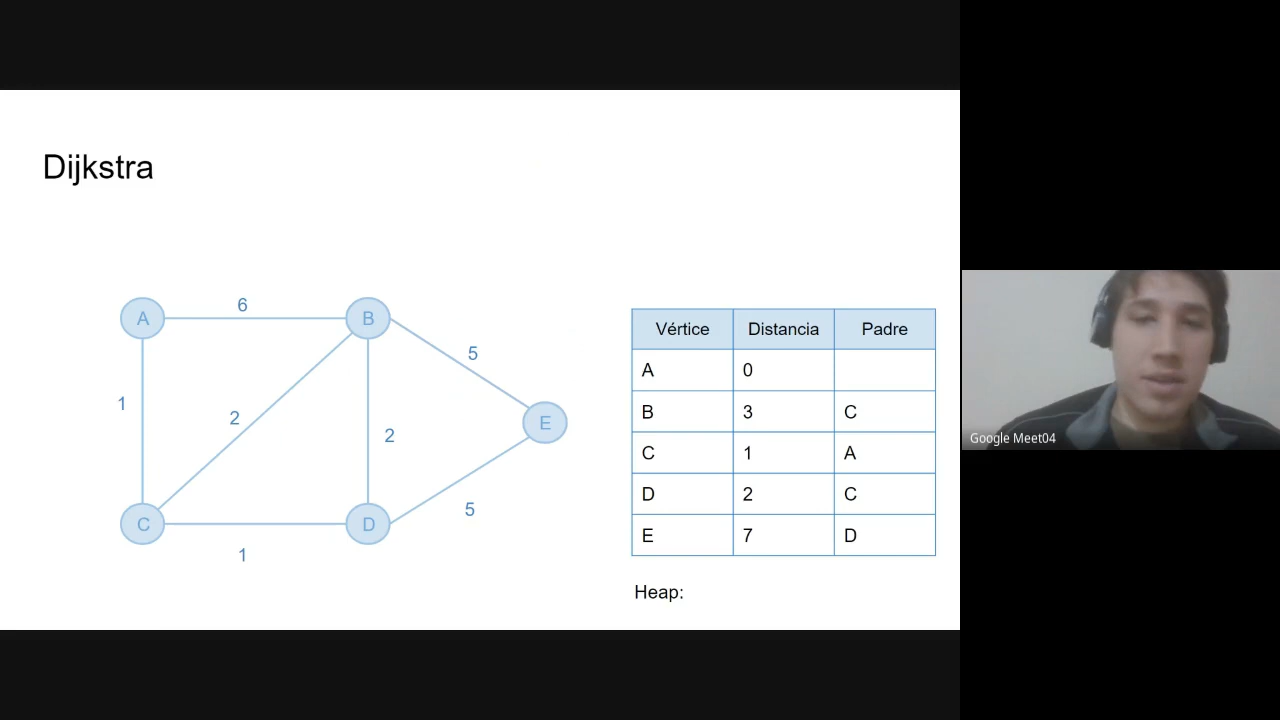 Dijkstra
A
6
B
5
1
2
2
E
5
C
1
D
Vértice Distancia Padre
A 0
B 3 C
C 1 A
D 2 C
E 7 D
Heap:
Google Meet04